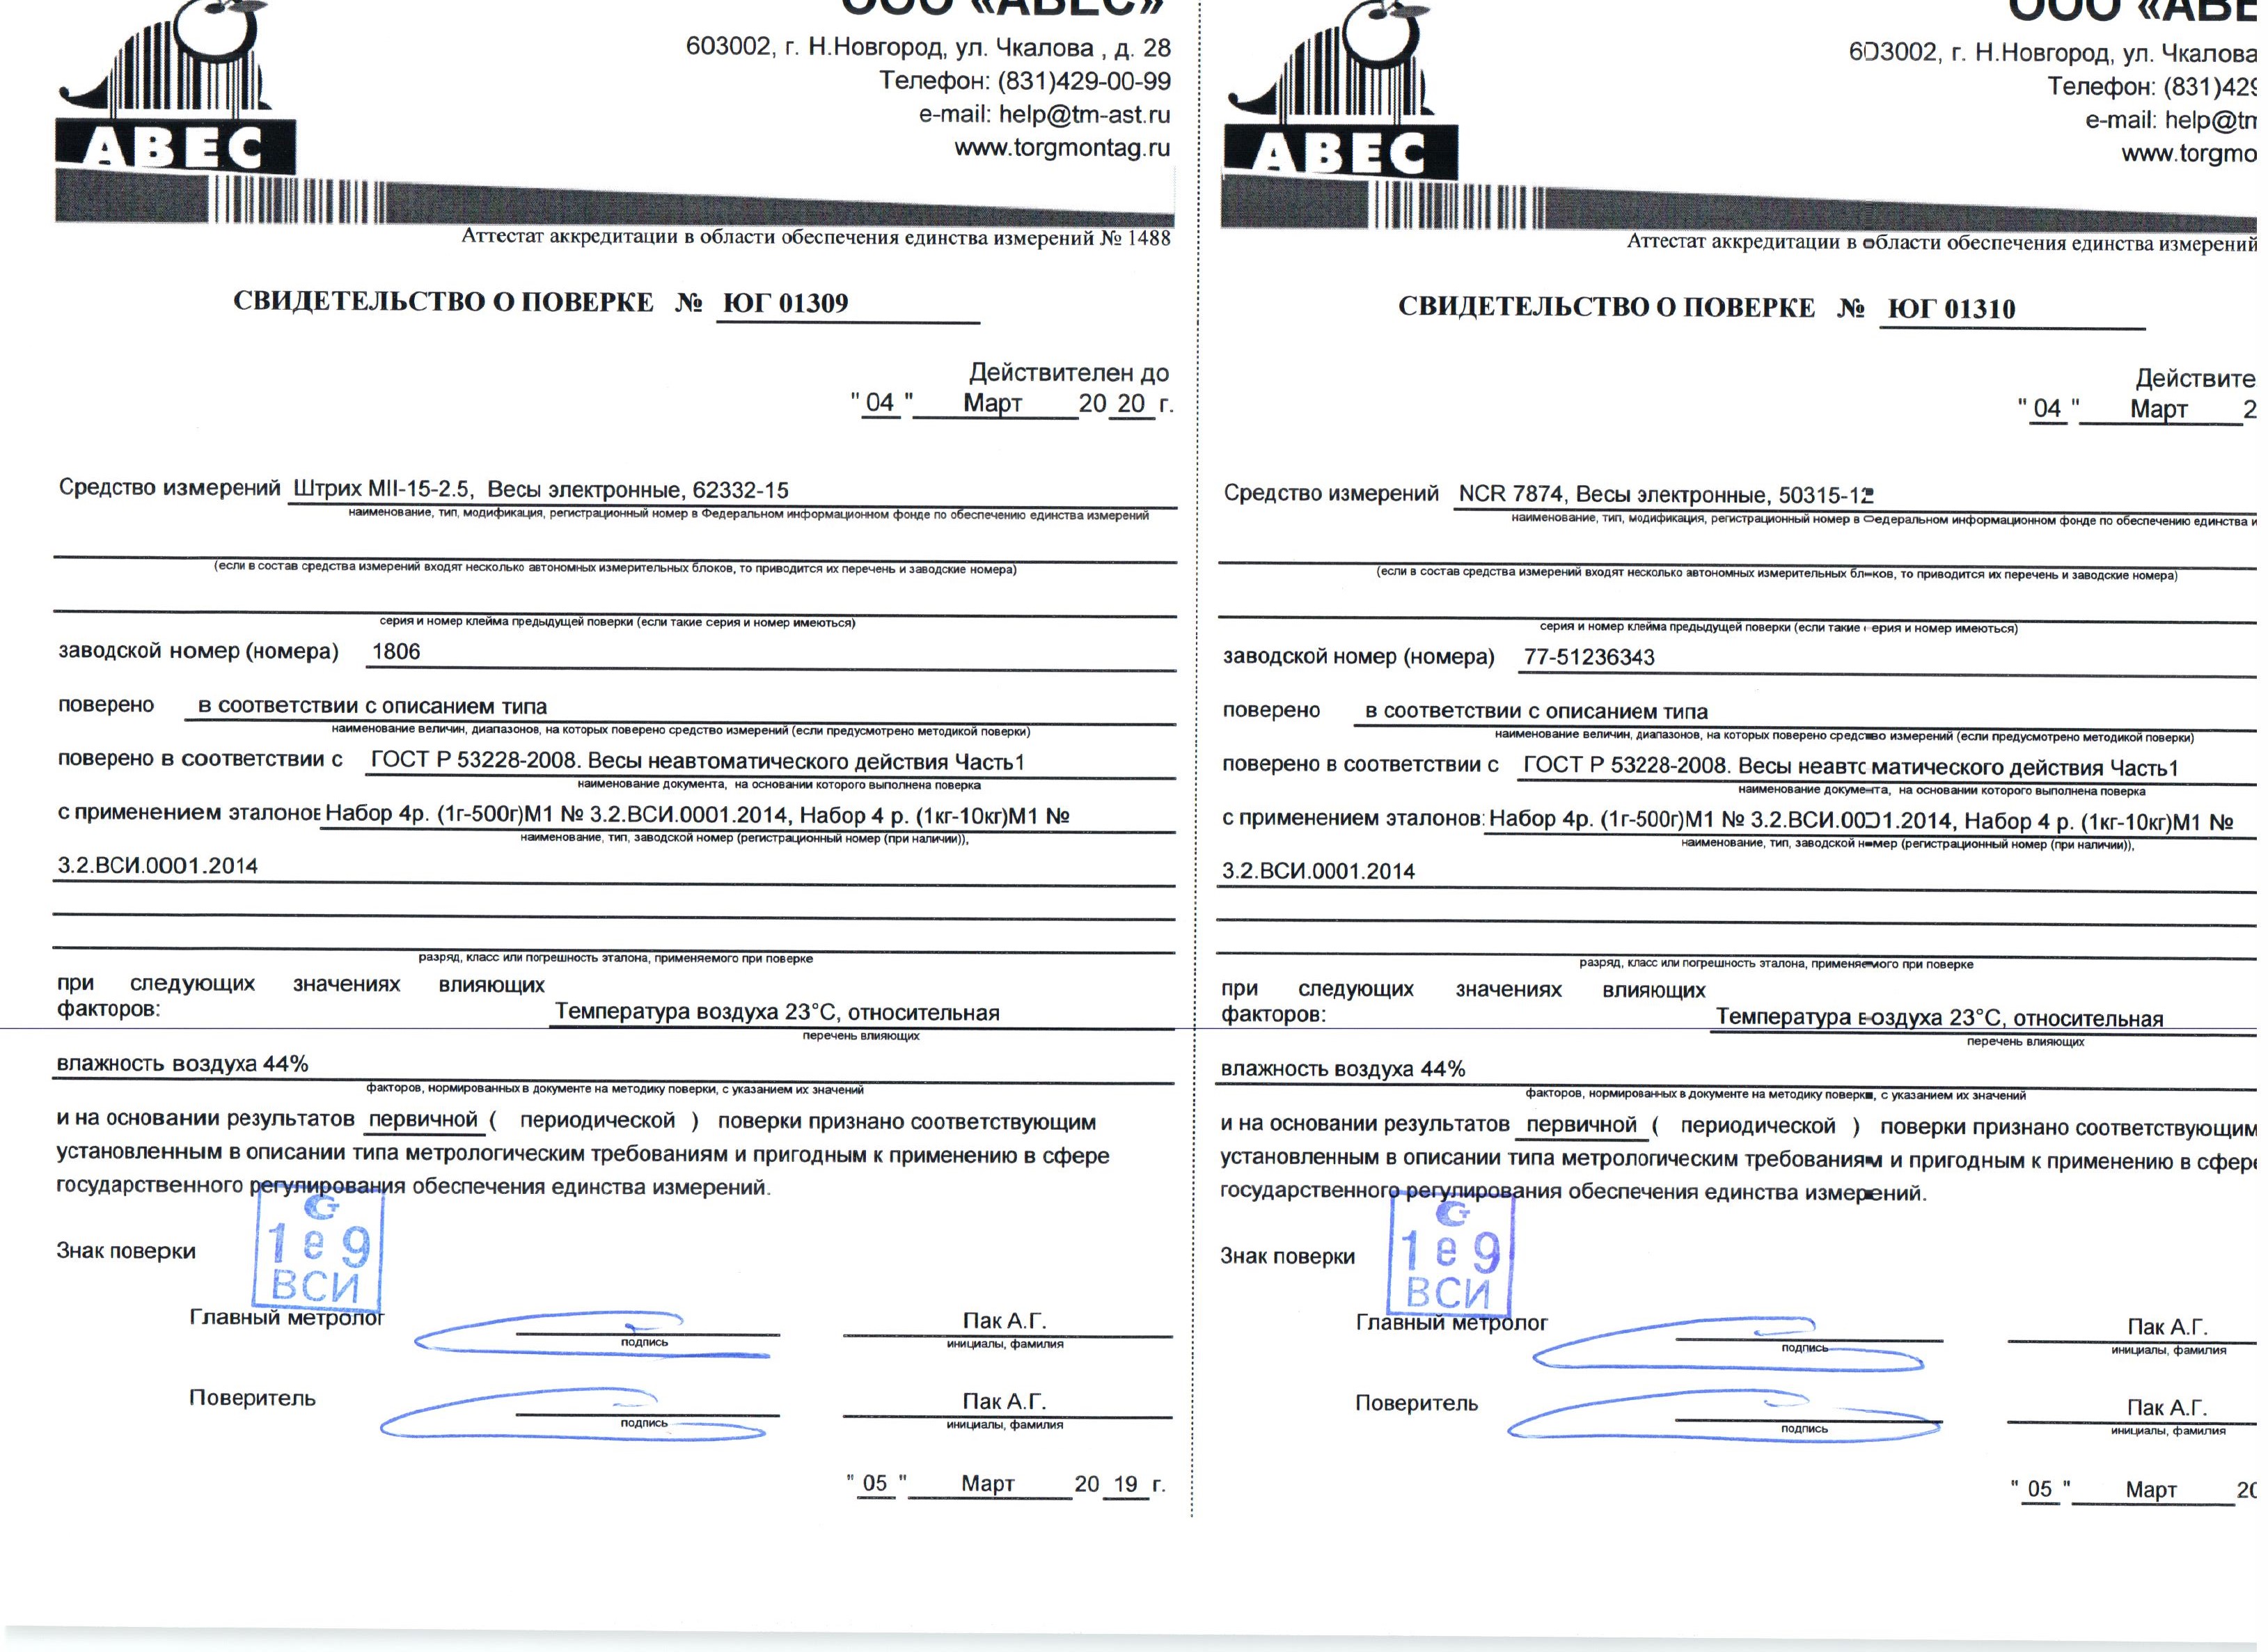 ООО «АВЕС»
603002, г. Н.Новгород, ул. Чкалова , д. 28
Телефон: (831)429-00-99
e-mail: help@tm-ast.ru
www.torgmontag.ru
АВЕС
Аттестат аккредитации в области обеспечения единства измерений № 1488
СВИДЕТЕЛЬСТВО О ПОВЕРКЕ № ЮГ 01309
Действителен до
" 04 " Март 20 20 г.
Средство измерений Штрих МII-15-2.5, Весы электронные, 62332-15
наименование, тип, модификация, регистрационный номер в Федеральном информационном фонде по обеспечению единства измерений
(если в состав средства измерений входят несколько автономных измерительных блоков, то приводится их перечень и заводские номера)
серия и номер клейма предыдущей поверки (если такие серия и номер имеються)
заводской номер (номера) 1806
поверено в соответствии с описанием типа
наименование величин, диапазонов, на которых поверено средство измерений (если предусмотрено методикой поверки)
поверено в соответствии с ГОСТ Р 53228-2008. Весы неавтоматического действия Часть1
наименование документа, на основании которого выполнена поверка
с применением эталонов Набор 4р. (1г-500г)М1 № 3.2.ВСИ.0001.2014, Набор 4 р. (1кг-10кг)М1 №
наименование, тип, заводской номер (регистрационный номер (при наличии)),
3.2.ВСИ.0001.2014
разряд, класс или погрешность эталона, применяемого при поверке
при следующих значениях влияющих
факторов: Температура воздуха 23°С, относительная
перечень влияющих
влажность воздуха 44%
факторов, нормированных в документе на методику поверки, с указанием их значений
и на основании результатов первичной ( периодической ) поверки признано соответствующим
установленным в описании типа метрологическим требованиям и пригодным к применению в сфере
государственного регулирования обеспечения единства измерений.
Знак поверки
1 е 9
ВСИ
Главный метролог Пак А.Г.
подпись инициалы, фамилия
Поверитель Пак А.Г.
подпись инициалы, фамилия
" 05 " Март 20 19 г.
ООО «АВЕ
603002, г. Н.Новгород, ул. Чкалова
Телефон: (831)429
e-mail: help@tm
www.torgmo
АВЕС
Аттестат аккредитации в области обеспечения единства измерений
СВИДЕТЕЛЬСТВО О ПОВЕРКЕ № ЮГ 01310
Действите
" 04 " Март 2
Средство измерений NCR 7874, Весы электронные, 50315-12
наименование, тип, модификация, регистрационный номер в Федеральном информационном фонде по обеспечению единства и
(если в состав средства измерений входят несколько автономных измерительных блоков, то приводится их перечень и заводские номера)
серия и номер клейма предыдущей поверки (если такие серия и номер имеються)
заводской номер (номера) 77-51236343
поверено в соответствии с описанием типа
наименование величин, диапазонов, на которых поверено средство измерений (если предусмотрено методикой поверки)
поверено в соответствии с ГОСТ Р 53228-2008. Весы неавтоматического действия Часть1
наименование документа, на основании которого выполнена поверка
с применением эталонов: Набор 4р. (1г-500г)М1 № 3.2.ВСИ.0001.2014, Набор 4 р. (1кг-10кг)М1 №
наименование, тип, заводской номер (регистрационный номер (при наличии)),
3.2.ВСИ.0001.2014
разряд, класс или погрешность эталона, применяемого при поверке
при следующих значениях влияющих
факторов: Температура воздуха 23°С, относительная
перечень влияющих
влажность воздуха 44%
факторов, нормированных в документе на методику поверки, с указанием их значений
и на основании результатов первичной ( периодической ) поверки признано соответствующим
установленным в описании типа метрологическим требованиям и пригодным к применению в сфере
государственного регулирования обеспечения единства измерений.
Знак поверки
1 е 9
ВСИ
Главный метролог Пак А.Г.
подпись инициалы, фамилия
Поверитель Пак А.Г.
подпись инициалы, фамилия
" 05 " Март 20